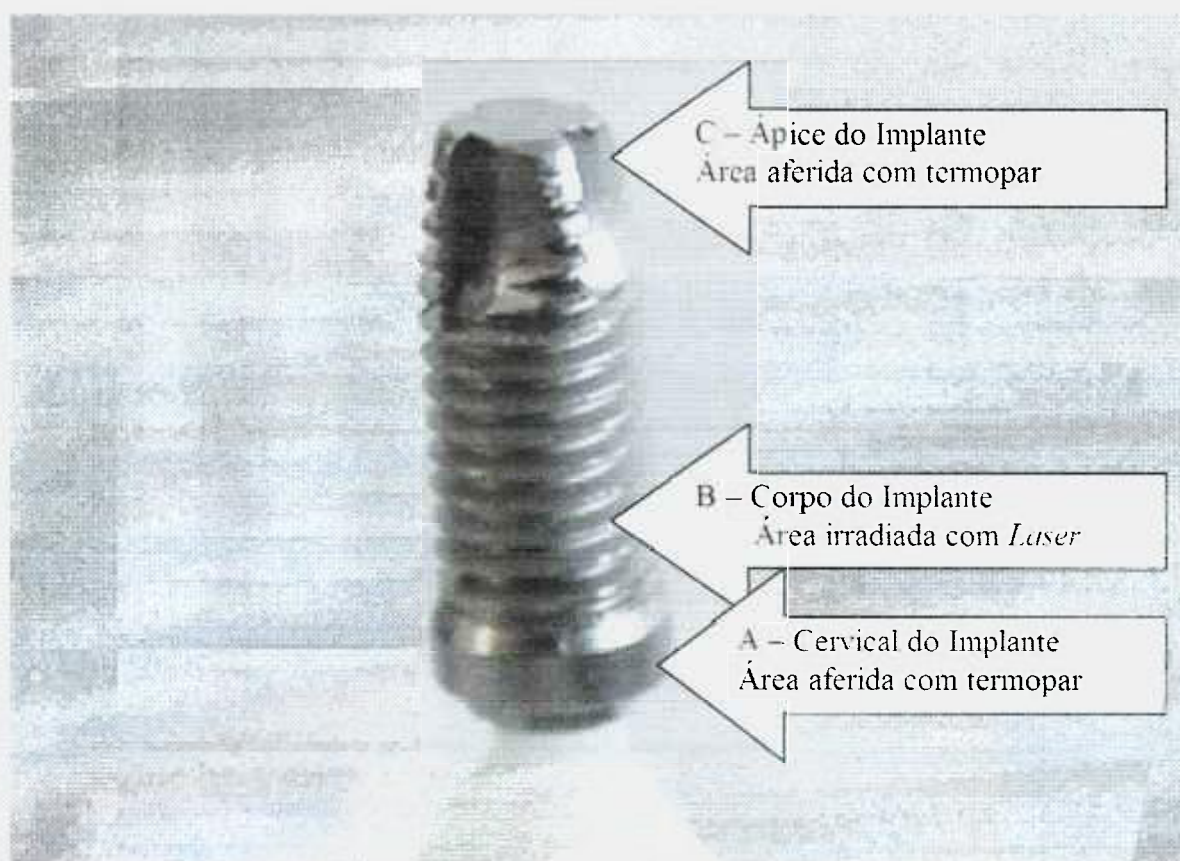 C – Ápice do Implante
Área aferida com termopar
B – Corpo do Implante
Área irradiada com Laser
A – Cervical do Implante
Área aferida com termopar